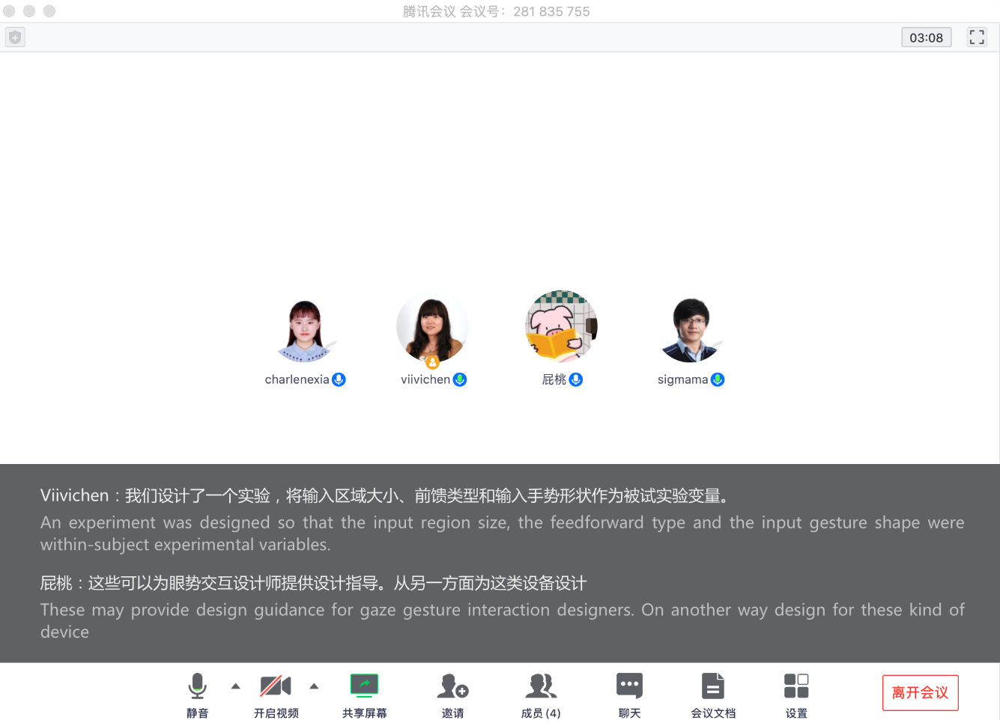 腾讯会议 会议号：281 835 755
03:08
charlenexia
viivichen
屁桃
sigmama
Viivichen：我们设计了一个实验，将输入区域大小、前馈类型和输入手势形状作为被试实验变量。
An experiment was designed so that the input region size, the feedforward type and the input gesture shape were
within-subject experimental variables.
屁桃：这些可以为眼势交互设计师提供设计指导。从另一方面为这类设备设计
These may provide design guidance for gaze gesture interaction designers. On another way design for these kind of
device
静音
开启视频
共享屏幕
邀请
成员(4)
聊天
会议文档
设置
离开会议